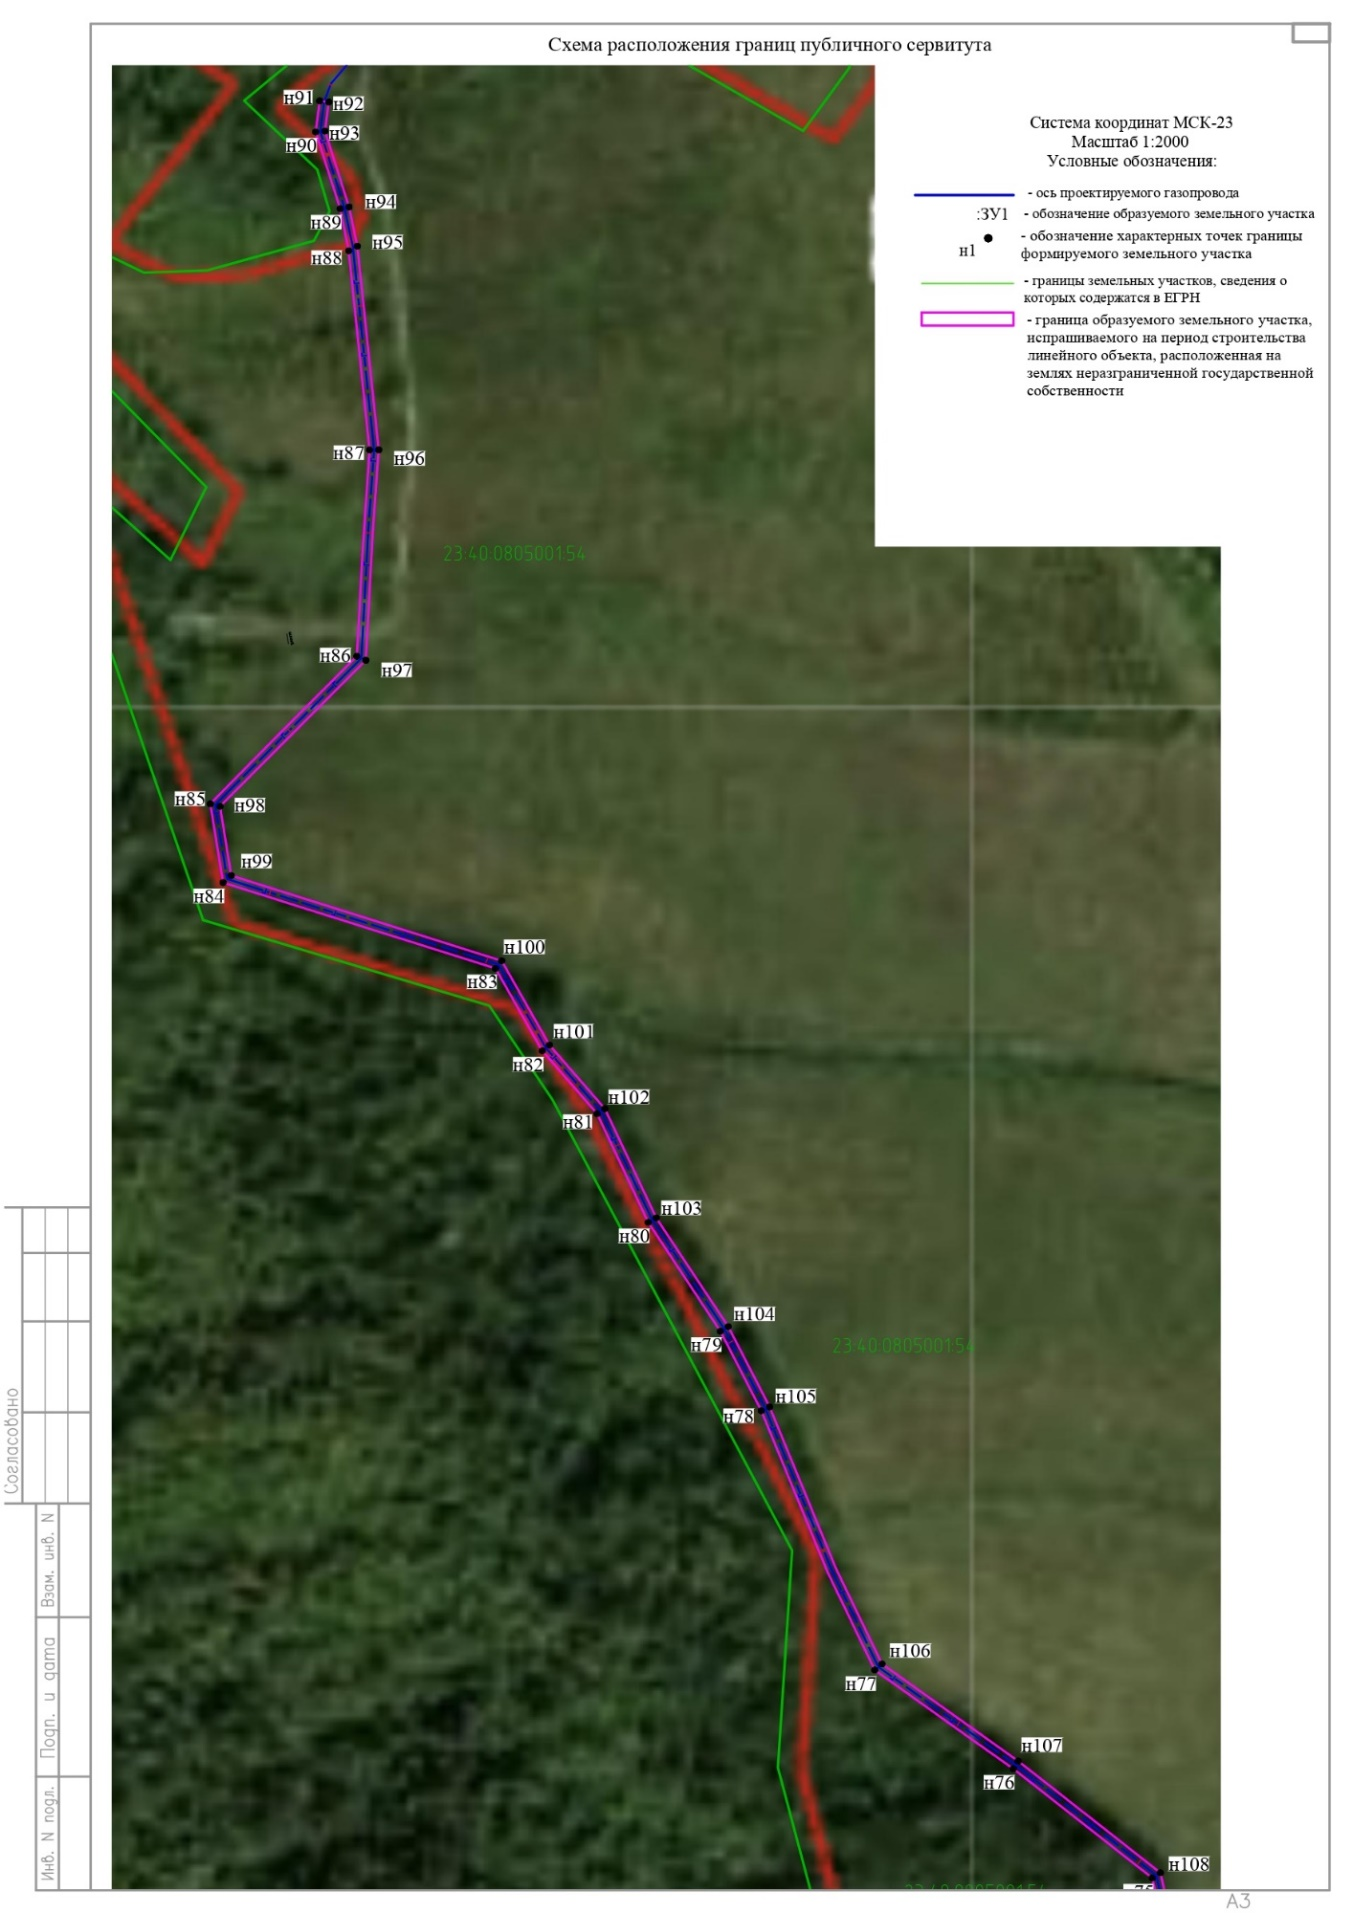 Схема расположения границ публичного сервитута
Система координат МСК-23
Масштаб 1:2000
Условные обозначения:
- ось проектируемого газопровода
:ЗУ1 - обозначение образуемого земельного участка
н1 - обозначение характерных точек границы
формируемого земельного участка
- границы земельных участков, сведения о
которых содержатся в ЕГРН
- граница образуемого земельного участка,
испрашиваемого на период строительства
линейного объекта, расположенная на
землях неразграниченной государственной
собственности
н91
н92
н93
н90
н94
н89
н95
н88
н87
н96
23:40:0805001:54
н86
н97
н85
н98
н99
н84
н100
н83
н101
н82
н102
н81
н103
н80
н104
н79
23:40:0805001:54
н105
н78
н106
н77
н107
н76
н108
Согласовано
Взам. инв. N
Подп. и дата
Инв. N подл.
А3